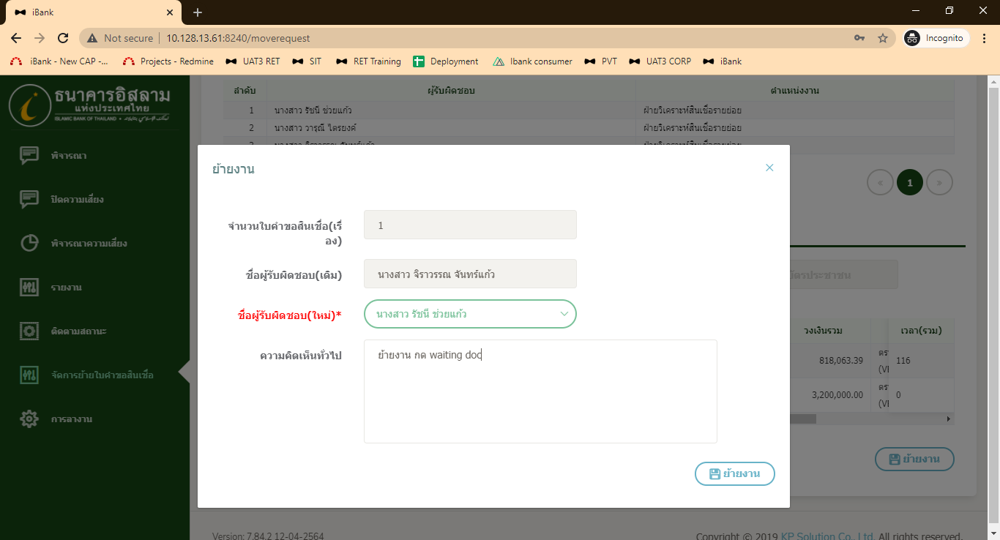 iBank
Not secure
10.128.13.61:8240/moverequest
Incognito
iBank - New CAP -...
Projects - Redmine
UAT3 RET
SIT
RET Training
Deployment
Ibank consumer
PVT
UAT3 CORP
iBank
ธนาคารอิสลาม
แห่งประเทศไทย
ISLAMIC BANK OF THAILAND
พิจารณา
ปิดความเสี่ยง
พิจารณาความเสี่ยง
รายงาน
ติดตามสถานะ
จัดการย้ายใบคำขอสินเชื่อ
การลางาน
ลำดับ ผู้รับผิดชอบ ตำแหน่งงาน
1 นางสาว รัชนี ช่วยแก้ว ฝ่ายวิเคราะห์สินเชื่อรายย่อย
2 นางสาว วารุณี ไตรยงค์ ฝ่ายวิเคราะห์สินเชื่อรายย่อย
« 1 »
ย้ายงาน
จำนวนใบคำขอสินเชื่อ(เรื่
อง)
1
ชื่อผู้รับผิดชอบ(เดิม)
นางสาว จิราวรรณ จันทร์แก้ว
ชื่อผู้รับผิดชอบ(ใหม่)*
นางสาว รัชนี ช่วยแก้ว
ความคิดเห็นทั่วไป
ย้ายงาน กด waiting doc
ย้ายงาน
วงเงินรวม เวลา(รวม)
818,063.39 116
3,200,000.00 0
ย้ายงาน
Version: 7.84.2 12-04-2564
Copyright © 2019 KP Solution Co., Ltd. All rights reserved.